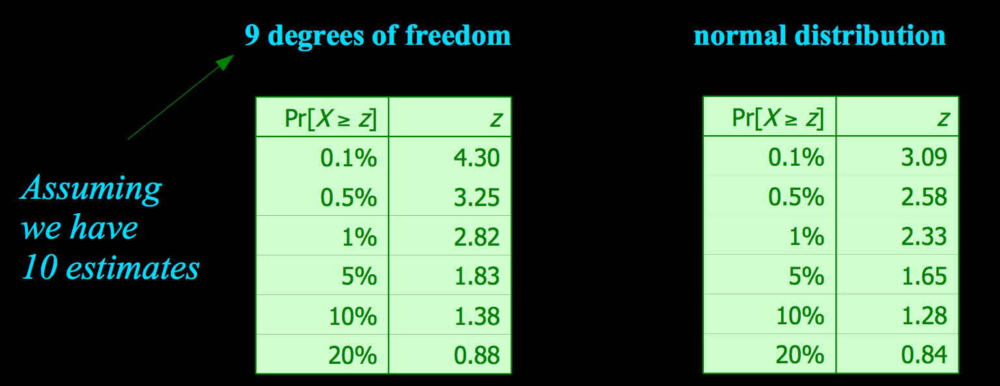 9 degrees of freedom
normal distribution
Assuming
we have
10 estimates
Pr[X ≥ z] z
0.1% 4.30
0.5% 3.25
1% 2.82
5% 1.83
10% 1.38
20% 0.88
Pr[X ≥ z] z
0.1% 3.09
0.5% 2.58
1% 2.33
5% 1.65
10% 1.28
20% 0.84